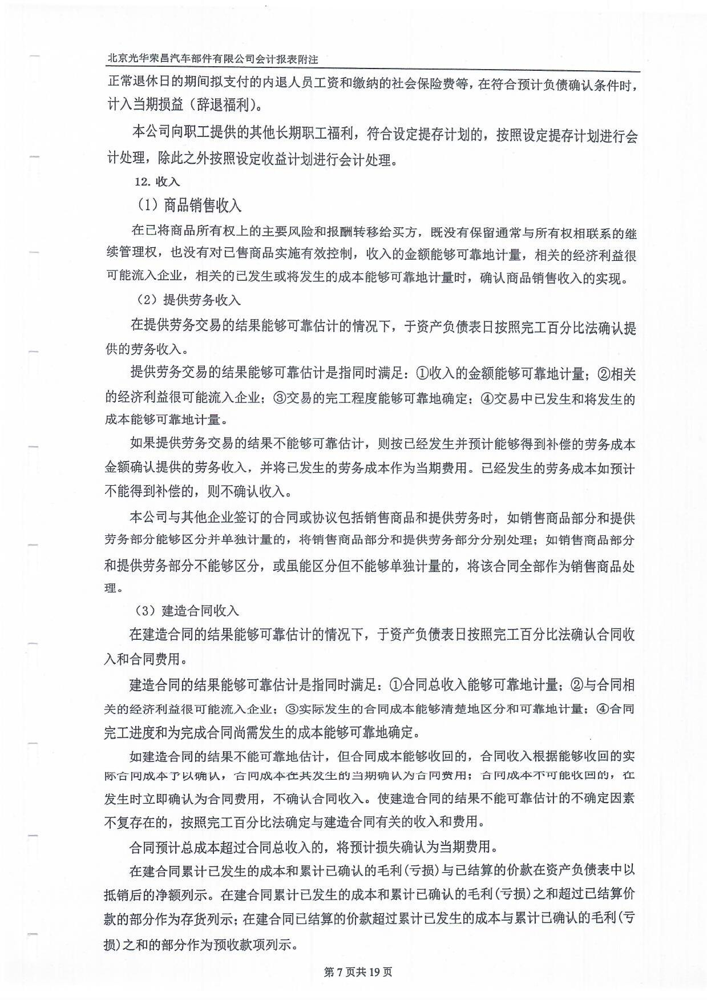 北京光华荣昌汽车部件有限公司会计报表附注
正常退休日的期间拟支付的内退人员工资和缴纳的社会保险费等，在符合预计负债确认条件时，
计入当期损益（辞退福利）。
本公司向职工提供的其他长期职工福利，符合设定提存计划的，按照设定提存计划进行会
计处理，除此之外按照设定收益计划进行会计处理。
12. 收入
（1）商品销售收入
在已将商品所有权上的主要风险和报酬转移给买方，既没有保留通常与所有权相联系的继
续管理权，也没有对已售商品实施有效控制，收入的金额能够可靠地计量，相关的经济利益很
可能流入企业，相关的已发生或将发生的成本能够可靠地计量时，确认商品销售收入的实现。
（2）提供劳务收入
在提供劳务交易的结果能够可靠估计的情况下，于资产负债表日按照完工百分比法确认提
供的劳务收入。
提供劳务交易的结果能够可靠估计是指同时满足：①收入的金额能够可靠地计量；②相关
的经济利益很可能流入企业；③交易的完工程度能够可靠地确定；④交易中已发生和将发生的
成本能够可靠地计量。
如果提供劳务交易的结果不能够可靠估计，则按已经发生并预计能够得到补偿的劳务成本
金额确认提供的劳务收入，并将已发生的劳务成本作为当期费用。已经发生的劳务成本如预计
不能得到补偿的，则不确认收入。
本公司与其他企业签订的合同或协议包括销售商品和提供劳务时，如销售商品部分和提供
劳务部分能够区分并单独计量的，将销售商品部分和提供劳务部分分别处理；如销售商品部分
和提供劳务部分不能够区分，或虽能区分但不能够单独计量的，将该合同全部作为销售商品处
理。
（3）建造合同收入
在建造合同的结果能够可靠估计的情况下，于资产负债表日按照完工百分比法确认合同收
入和合同费用。
建造合同的结果能够可靠估计是指同时满足：①合同总收入能够可靠地计量；②与合同相
关的经济利益很可能流入企业；③实际发生的合同成本能够清楚地区分和可靠地计量；④合同
完工进度和为完成合同尚需发生的成本能够可靠地确定。
如建造合同的结果不能可靠地估计，但合同成本能够收回的，合同收入根据能够收回的实
际合同成本予以确认，合同成本在其发生的当期确认为合同费用；合同成本不可能收回的，在
发生时立即确认为合同费用，不确认合同收入。使建造合同的结果不能可靠估计的不确定因素
不复存在的，按照完工百分比法确定与建造合同有关的收入和费用。
合同预计总成本超过合同总收入的，将预计损失确认为当期费用。
在建合同累计已发生的成本和累计已确认的毛利(亏损)与已结算的价款在资产负债表中以
抵销后的净额列示。在建合同累计已发生的成本和累计已确认的毛利(亏损)之和超过已结算价
款的部分作为存货列示；在建合同已结算的价款超过累计已发生的成本与累计已确认的毛利(亏
损)之和的部分作为预收款项列示。
第 7 页共 19 页